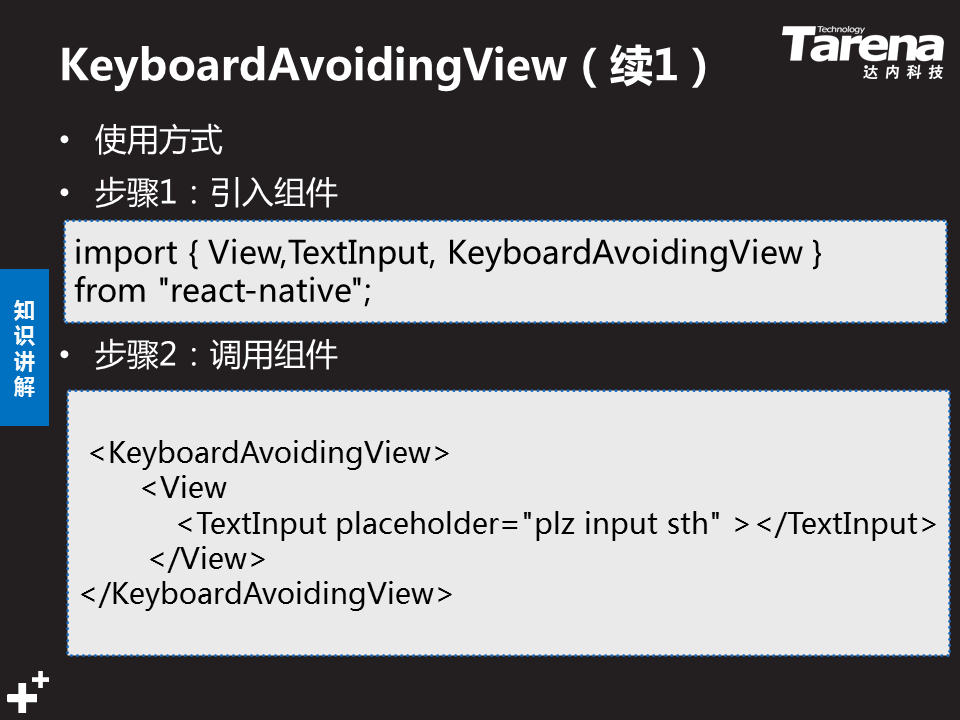 KeyboardAvoidingView（续1）
Technology
Tarena
达内科技
• 使用方式
• 步骤1：引入组件
import { View,TextInput, KeyboardAvoidingView }
from "react-native";
知
识
讲
解
• 步骤2：调用组件
<KeyboardAvoidingView>
<View
<TextInput placeholder="plz input sth" ></TextInput>
</View>
</KeyboardAvoidingView>